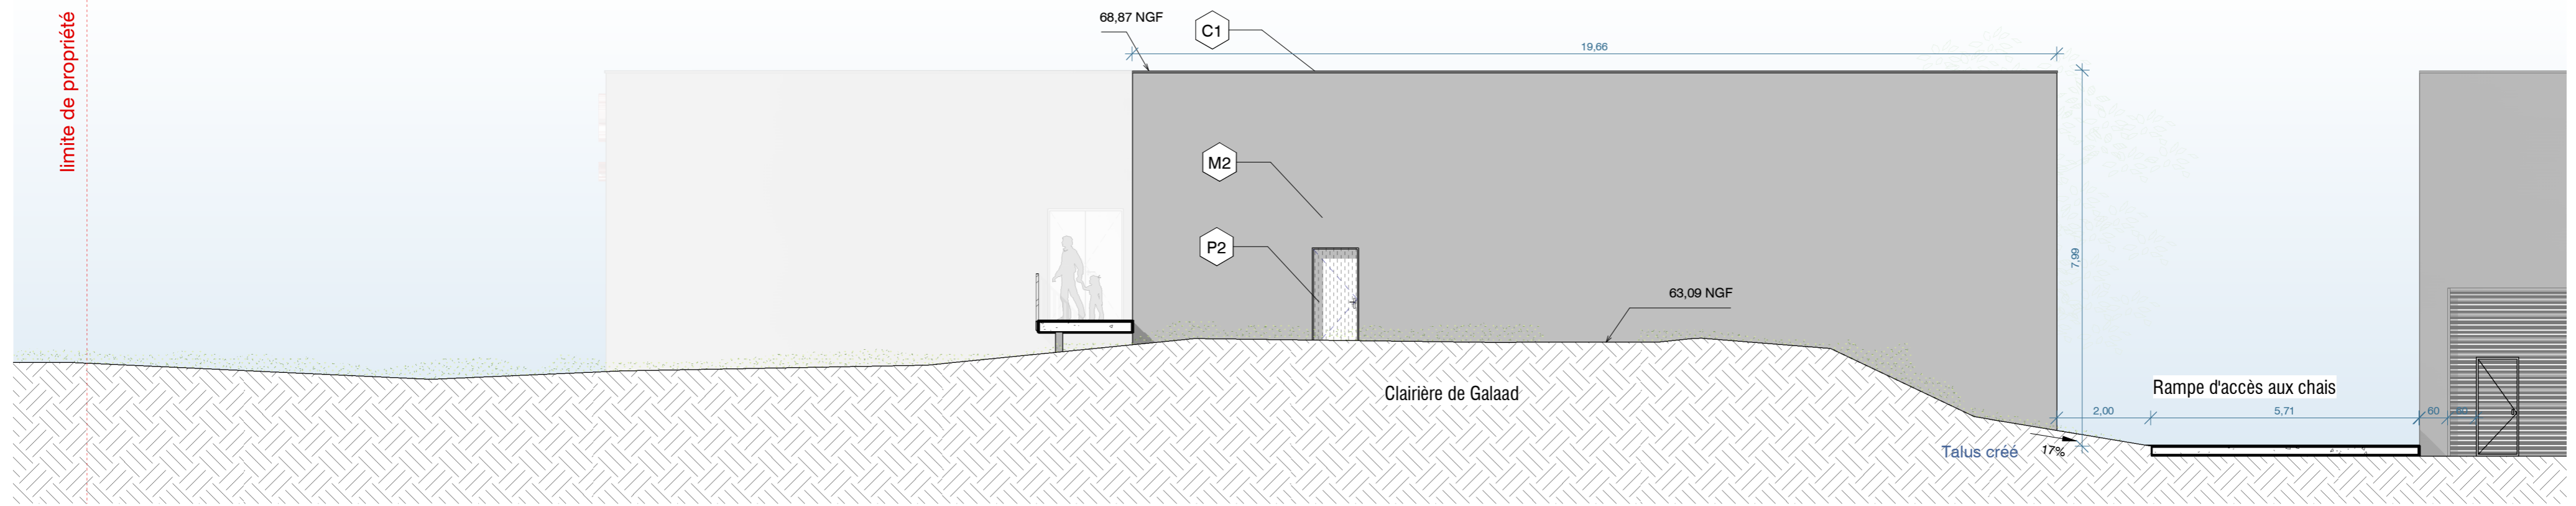 limite de propriété
68,87 NGF
C1
19,66
M2
P2
63,09 NGF
7,99
Clairière de Galaad
Rampe d'accès aux chais
2,00
5,71
60
60
Talus créé
17%